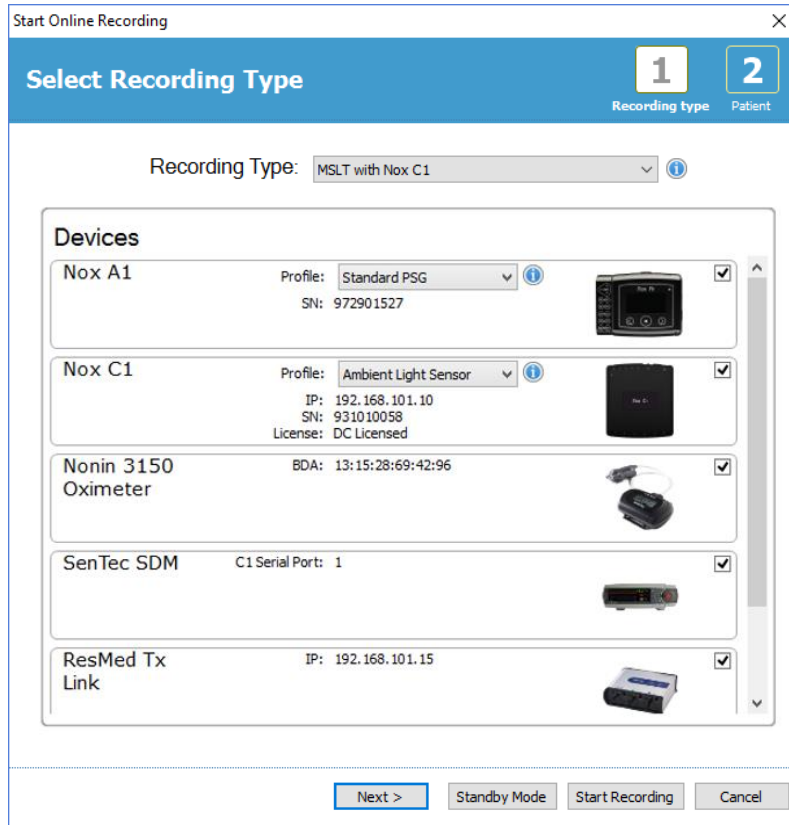 Start Online Recording
Select Recording Type
1
Recording type
2
Patient
Recording Type: MSLT with Nox C1
Devices
Nox A1
Profile: Standard PSG
SN: 972901527
Nox C1
Profile: Ambient Light Sensor
IP: 192.168.101.10
SN: 931010058
License: DC Licensed
Nonin 3150
Oximeter
BDA: 13:15:28:69:42:96
SenTec SDM
C1 Serial Port: 1
ResMed Tx
Link
IP: 192.168.101.15
Next >
Standby Mode
Start Recording
Cancel